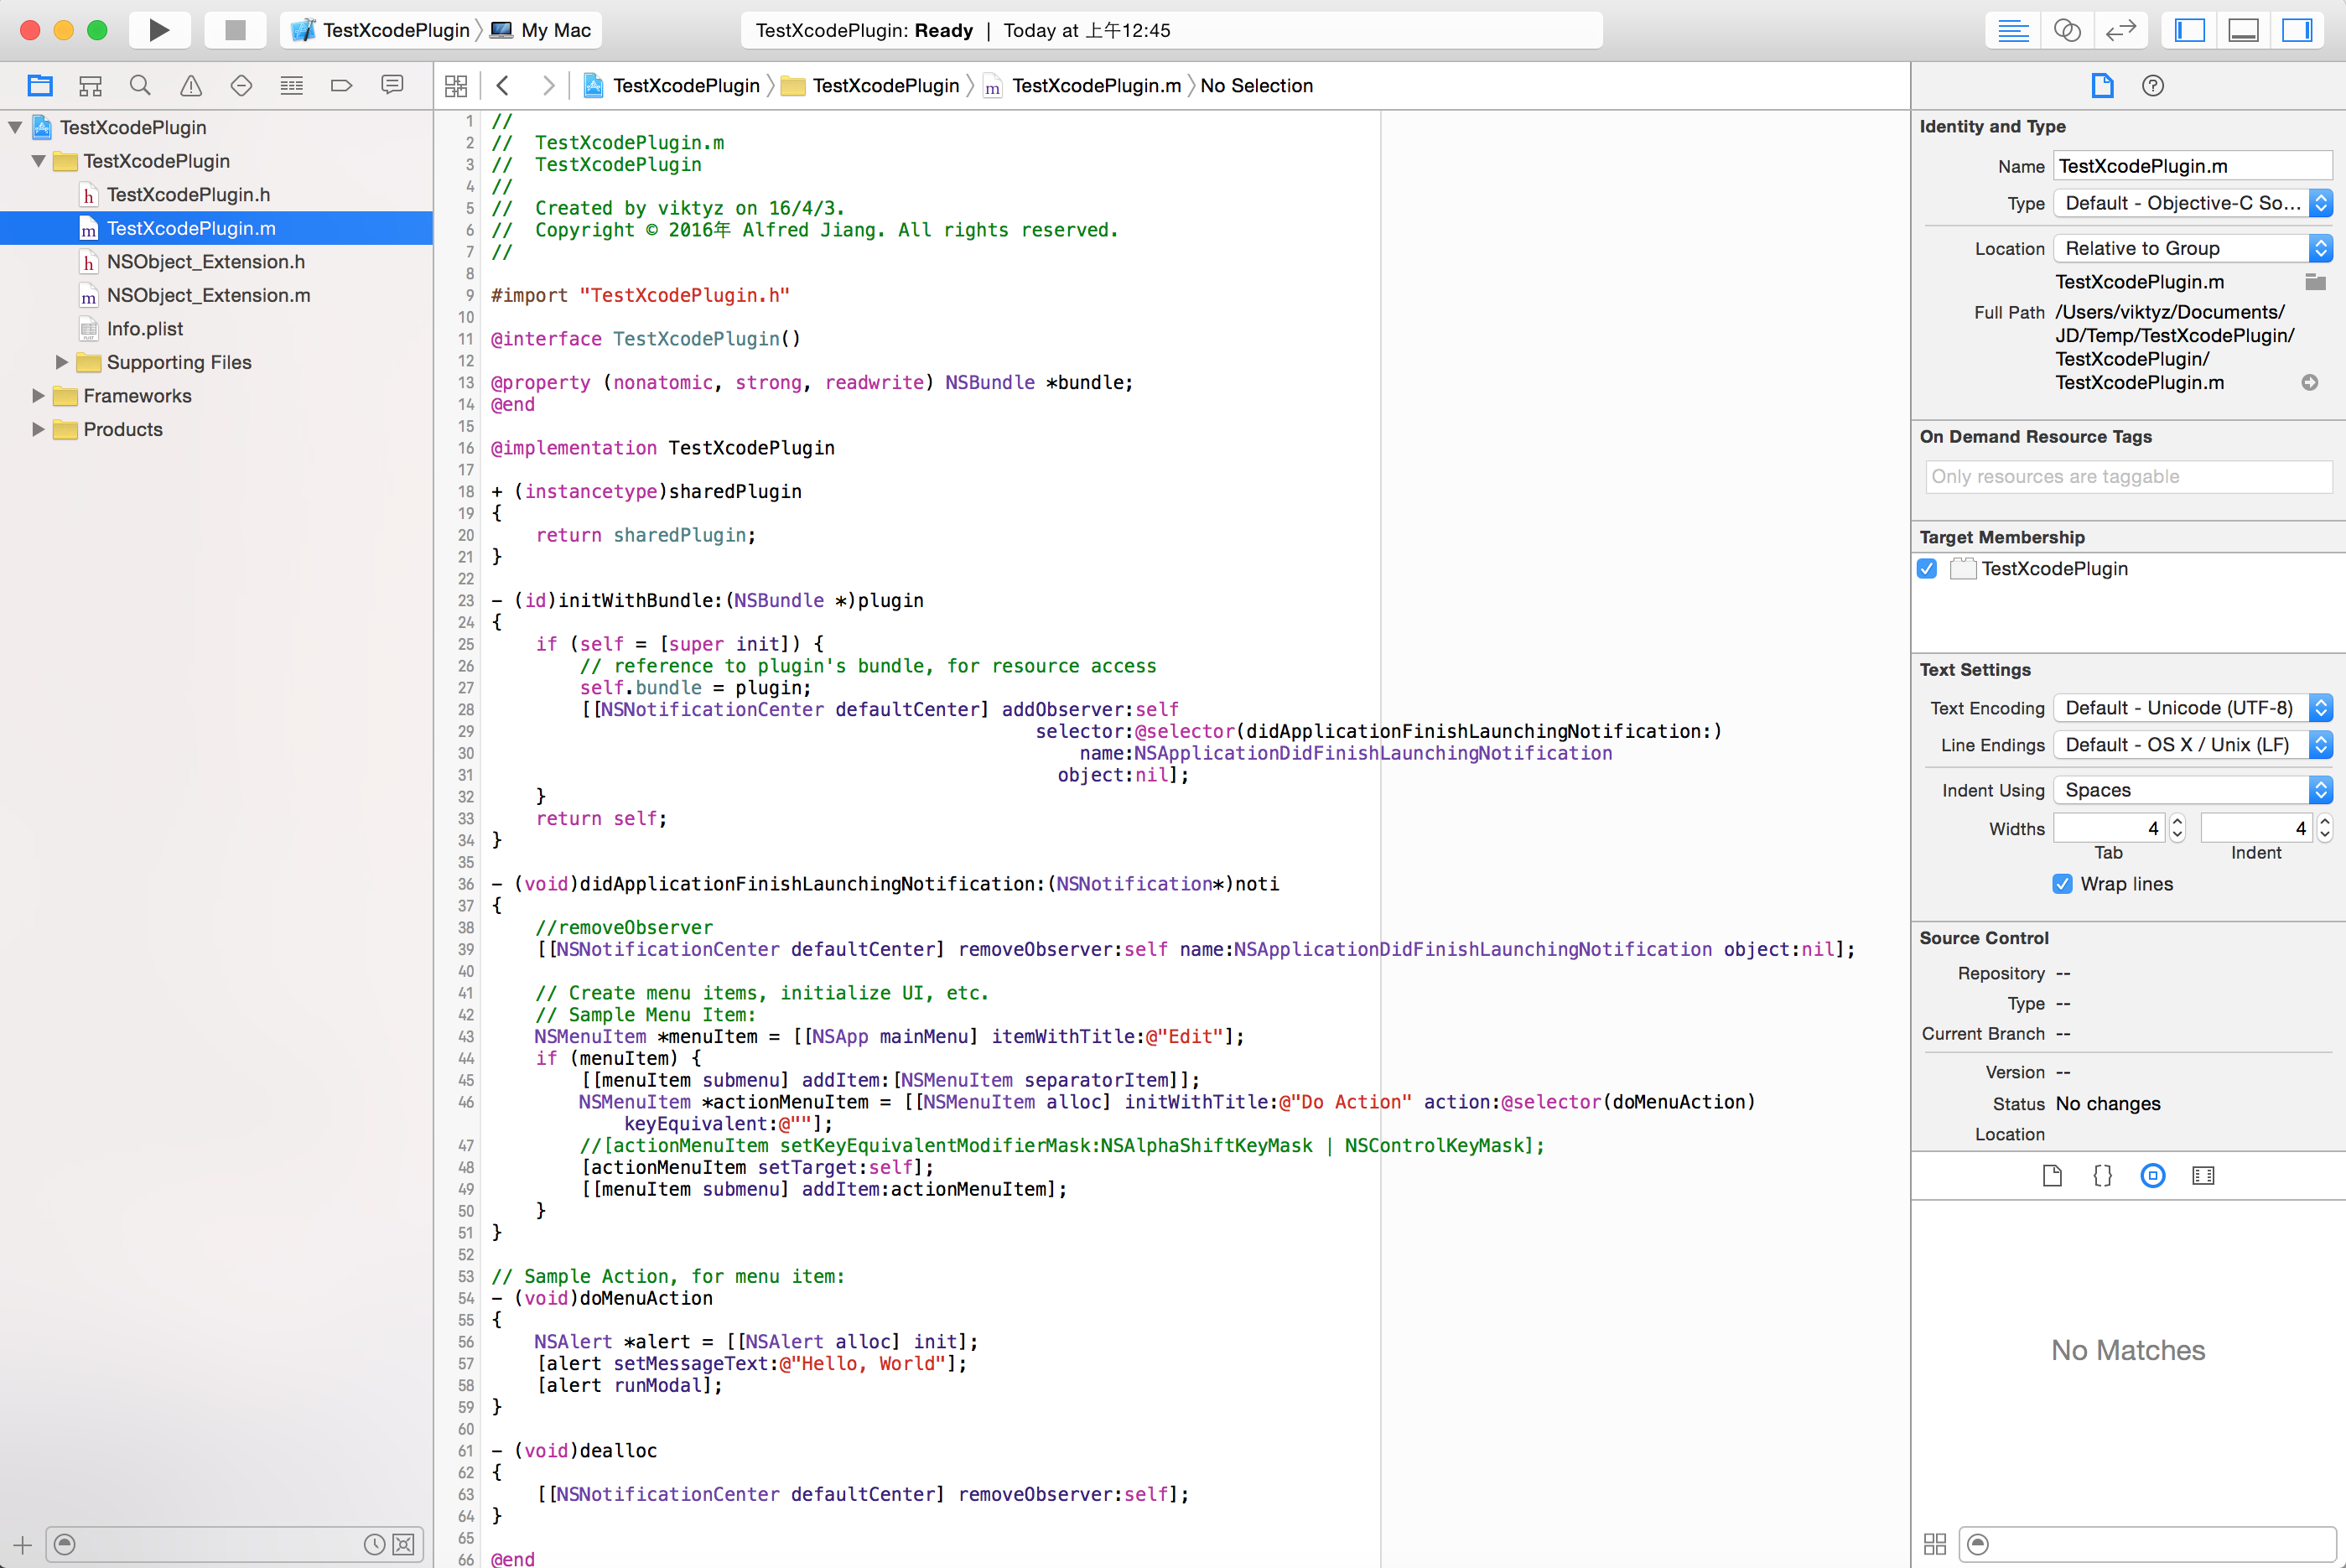 TestXcodePlugin 〉 My Mac
TestXcodePlugin: Ready | Today at 上午12:45
TestXcodePlugin 〉 TestXcodePlugin 〉 m TestXcodePlugin.m 〉 No Selection
TestXcodePlugin
TestXcodePlugin
h TestXcodePlugin.h
m TestXcodePlugin.m
h NSObject_Extension.h
m NSObject_Extension.m
Info.plist
Supporting Files
Frameworks
Products
1 //
2 //  TestXcodePlugin.m
3 //  TestXcodePlugin
4 //
5 //  Created by viktyz on 16/4/3.
6 //  Copyright © 2016年 Alfred Jiang. All rights reserved.
7 //
8
9 #import "TestXcodePlugin.h"
10
11 @interface TestXcodePlugin()
12
13 @property (nonatomic, strong, readwrite) NSBundle *bundle;
14 @end
15
16 @implementation TestXcodePlugin
17
18 + (instancetype)sharedPlugin
19 {
20     return sharedPlugin;
21 }
22
23 - (id)initWithBundle:(NSBundle *)plugin
24 {
25     if (self = [super init]) {
26         // reference to plugin's bundle, for resource access
27         self.bundle = plugin;
28         [[NSNotificationCenter defaultCenter] addObserver:self
29                                                  selector:@selector(didApplicationFinishLaunchingNotification:)
30                                                      name:NSApplicationDidFinishLaunchingNotification
31                                                    object:nil];
32     }
33     return self;
34 }
35
36 - (void)didApplicationFinishLaunchingNotification:(NSNotification*)noti
37 {
38     //removeObserver
39     [[NSNotificationCenter defaultCenter] removeObserver:self name:NSApplicationDidFinishLaunchingNotification object:nil];
40
41     // Create menu items, initialize UI, etc.
42     // Sample Menu Item:
43     NSMenuItem *menuItem = [[NSApp mainMenu] itemWithTitle:@"Edit"];
44     if (menuItem) {
45         [[menuItem submenu] addItem:[NSMenuItem separatorItem]];
46         NSMenuItem *actionMenuItem = [[NSMenuItem alloc] initWithTitle:@"Do Action" action:@selector(doMenuAction)
keyEquivalent:@""];
47         //[actionMenuItem setKeyEquivalentModifierMask:NSAlphaShiftKeyMask | NSControlKeyMask];
48         [actionMenuItem setTarget:self];
49         [[menuItem submenu] addItem:actionMenuItem];
50     }
51 }
52
53 // Sample Action, for menu item:
54 - (void)doMenuAction
55 {
56     NSAlert *alert = [[NSAlert alloc] init];
57     [alert setMessageText:@"Hello, World"];
58     [alert runModal];
59 }
60
61 - (void)dealloc
62 {
63     [[NSNotificationCenter defaultCenter] removeObserver:self];
64 }
65
66 @end
Identity and Type
Name TestXcodePlugin.m
Type Default - Objective-C So...
Location Relative to Group
TestXcodePlugin.m
Full Path /Users/viktyz/Documents/
JD/Temp/TestXcodePlugin/
TestXcodePlugin/
TestXcodePlugin.m
On Demand Resource Tags
Only resources are taggable
Target Membership
TestXcodePlugin
Text Settings
Text Encoding Default - Unicode (UTF-8)
Line Endings Default - OS X / Unix (LF)
Indent Using Spaces
Widths 4 4
Tab Indent
Wrap lines
Source Control
Repository --
Type --
Current Branch --
Version --
Status No changes
Location
No Matches